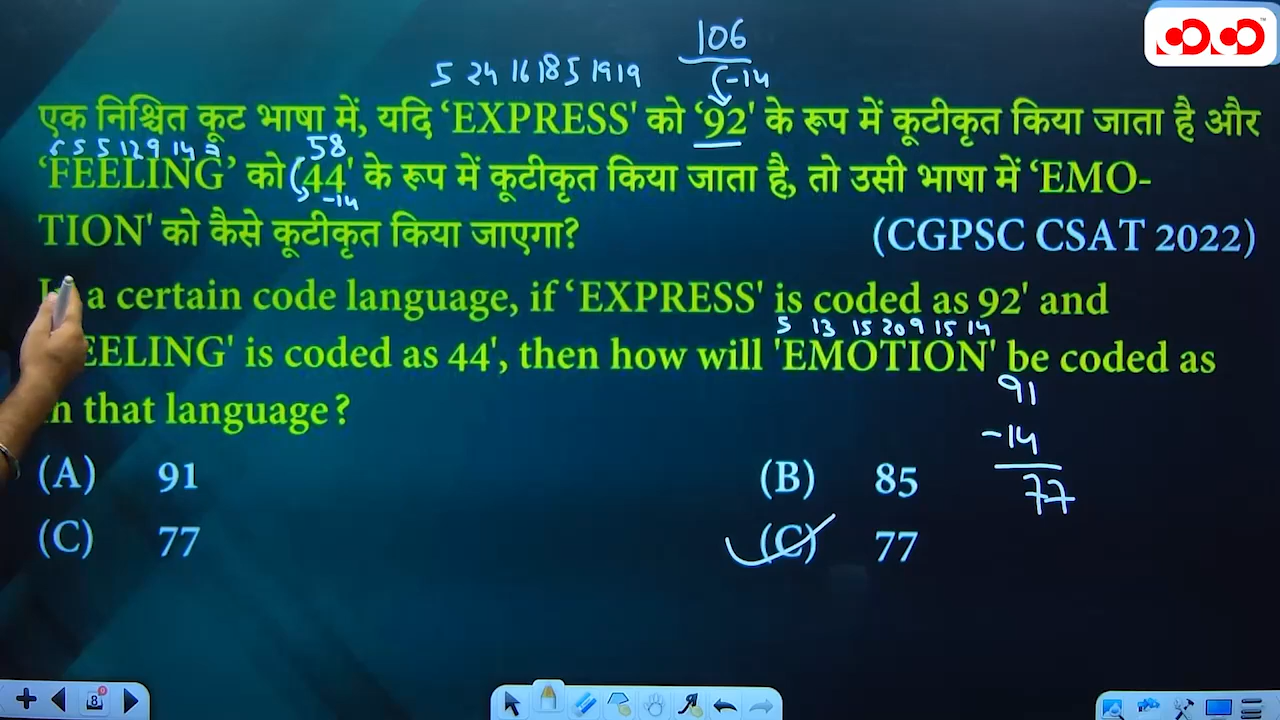 106
5 24 16 18 5 19 19
-14
एक निश्चित कूट भाषा में, यदि ‘EXPRESS' को ‘92' के रूप में कूटीकृत किया जाता है और
5 5 12 9 14
58
‘FEELING’ को ‘44' के रूप में कूटीकृत किया जाता है, तो उसी भाषा में ‘EMO-
-14
TION' को कैसे कूटीकृत किया जाएगा?
(CGPSC CSAT 2022)
a certain code language, if ‘EXPRESS' is coded as 92' and
5 13 15 20 9 15 14
EELING' is coded as 44', then how will 'EMOTION' be coded as
that language?
91
-14
77
(A) 91
(B) 85
(C) 77
(C) 77
8